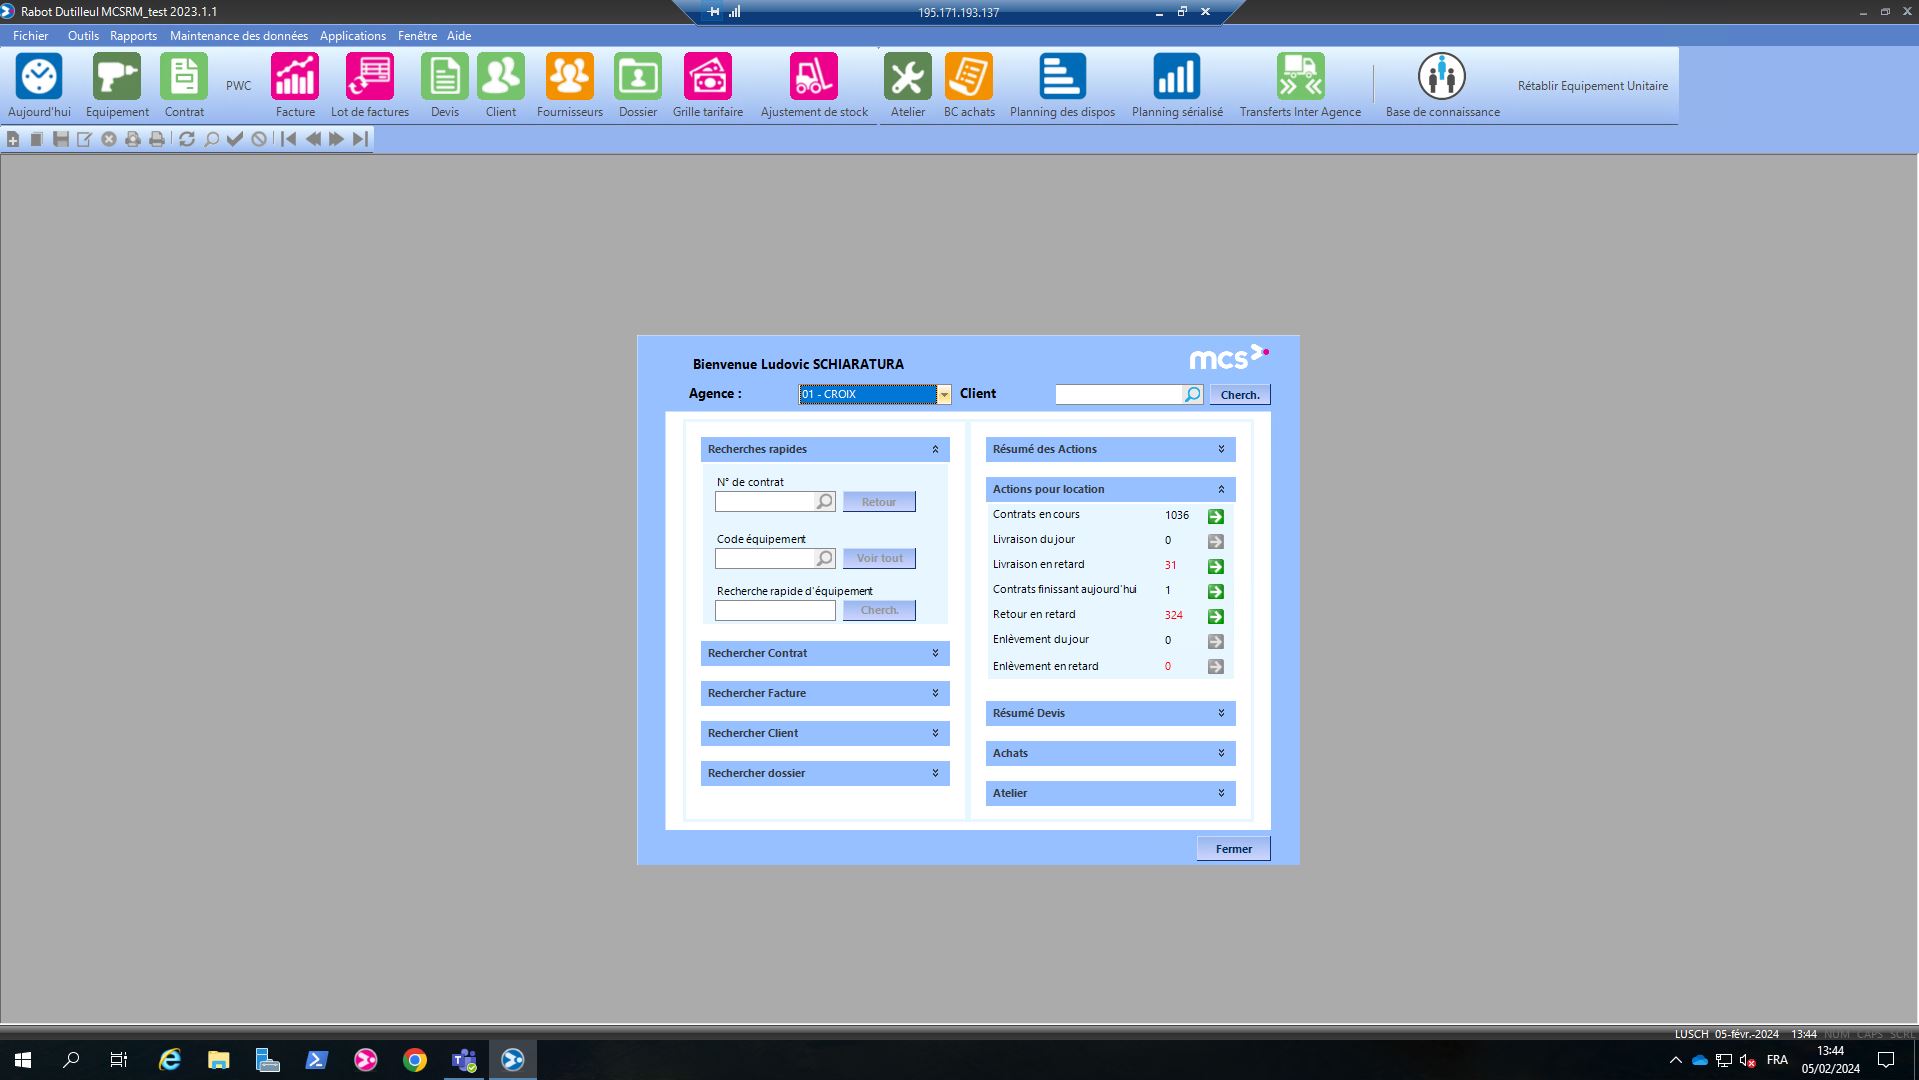 Rabot Dutilleul MCSRM_test 2023.1.1
195.171.193.137
Fichier Outils Rapports Maintenance des données Applications Fenêtre Aide
PWC
Rétablir Equipement Unitaire
Aujourd'hui Equipement Contrat Facture Lot de factures Devis Client Fournisseurs Dossier Grille tarifaire Ajustement de stock Atelier BC achats Planning des dispos Planning sérialisé Transferts Inter Agence Base de connaissance
Bienvenue Ludovic SCHIARATURA
mcs
Agence : 01 - CROIX Client Cherch.
Recherches rapides
N° de contrat
Retour
Code équipement
Voir tout
Recherche rapide d'équipement
Cherch.
Rechercher Contrat
Rechercher Facture
Rechercher Client
Rechercher dossier
Résumé des Actions
Actions pour location
Contrats en cours 1036
Livraison du jour 0
Livraison en retard 31
Contrats finissant aujourd'hui 1
Retour en retard 324
Enlèvement du jour 0
Enlèvement en retard 0
Résumé Devis
Achats
Atelier
Fermer
LUSCH 05-févr.-2024 13:44 NUM CAPS SCRL
FRA
13:44
05/02/2024